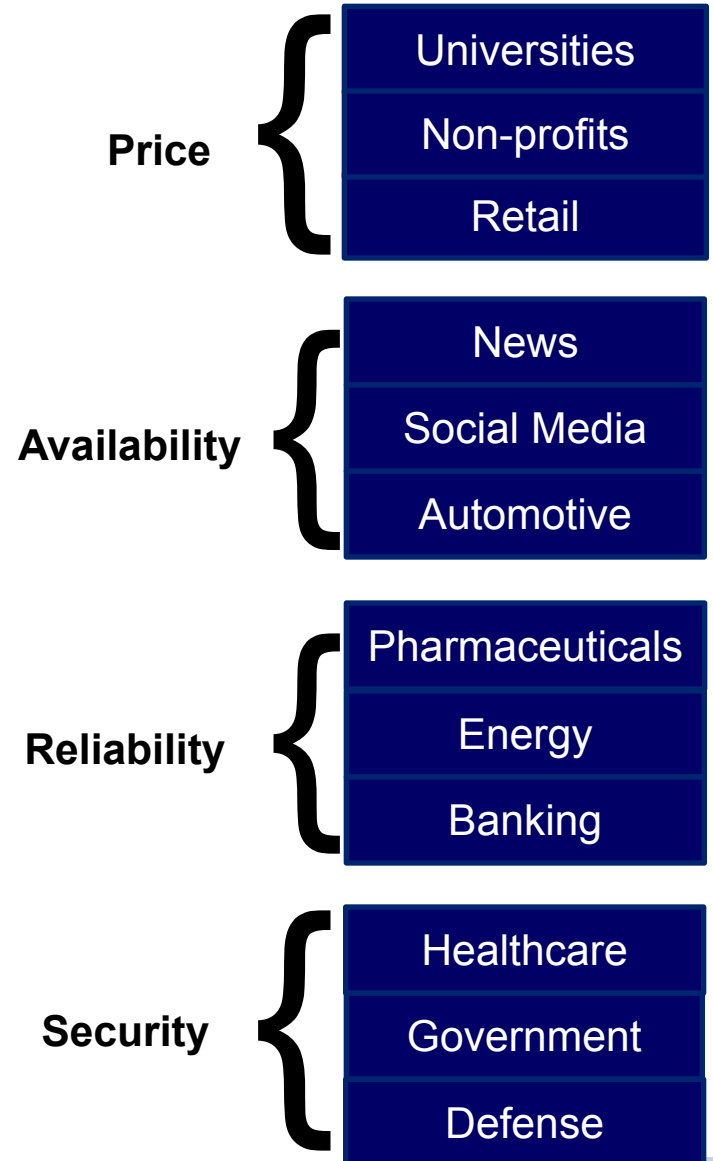 Price
Universities
Non-profits
Retail
Availability
News
Social Media
Automotive
Reliability
Pharmaceuticals
Energy
Banking
Security
Healthcare
Government
Defense